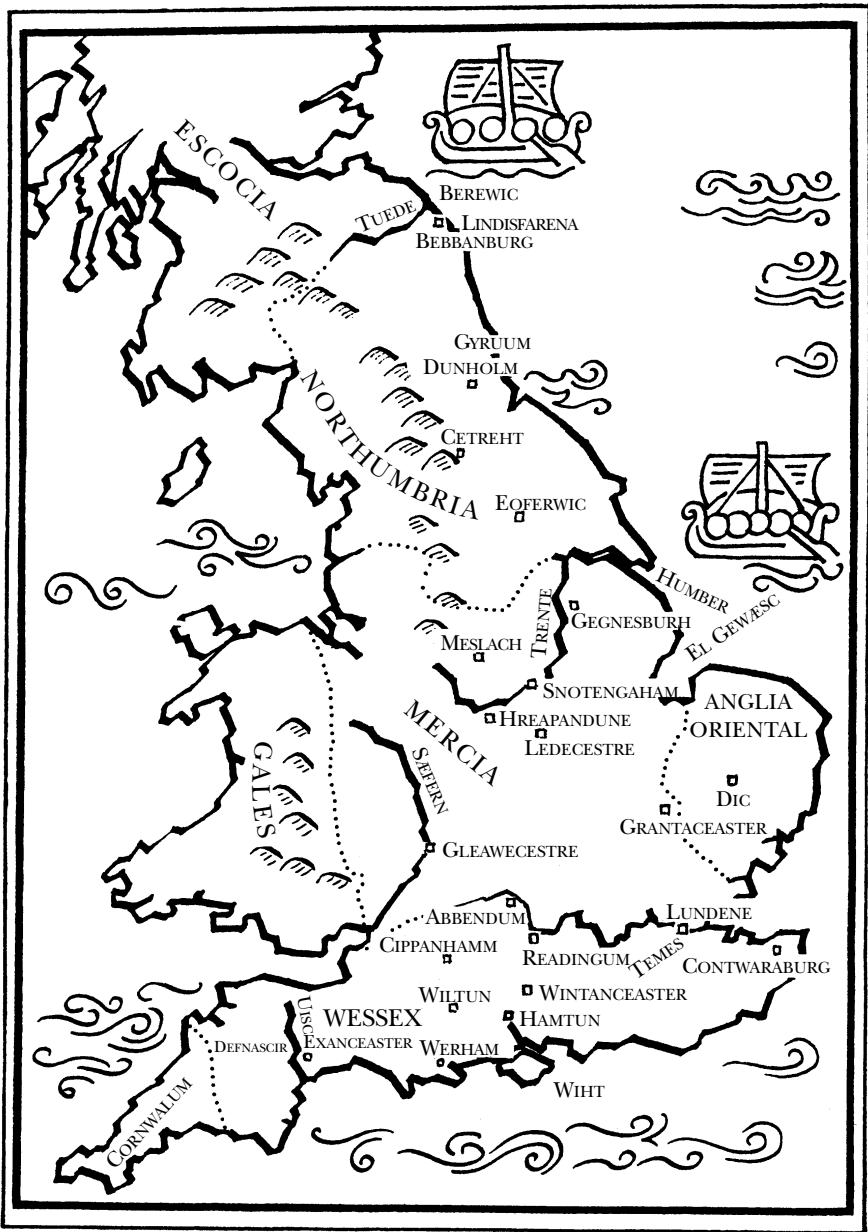 ESCOCIA
BEREWIC
TUEDE
LINDISFARENA
BEBBANBURG
GYRUUM
DUNHOLM
NORTHUMBRIA
CETREHT
EOFERWIC
HUMBER
TRENTE
GEGNESBURH
EL GEWÆSC
MESLACH
SNOTENGAHAM
ANGLIA
ORIENTAL
MERCIA
HREAPANDUNE
LEDECESTRE
GALES
SÆFERN
DIC
GRANTACEASTER
GLEAWECESTRE
ABBENDUM
LUNDENE
CIPPANHAMM
READINGUM
TEMES
CONTWARABURG
WILTUN
WINTANCEASTER
UISC
WESSEX
HAMTUN
DEFNASCIR
EXANCEASTER
WERHAM
WIHT
CORNWALUM